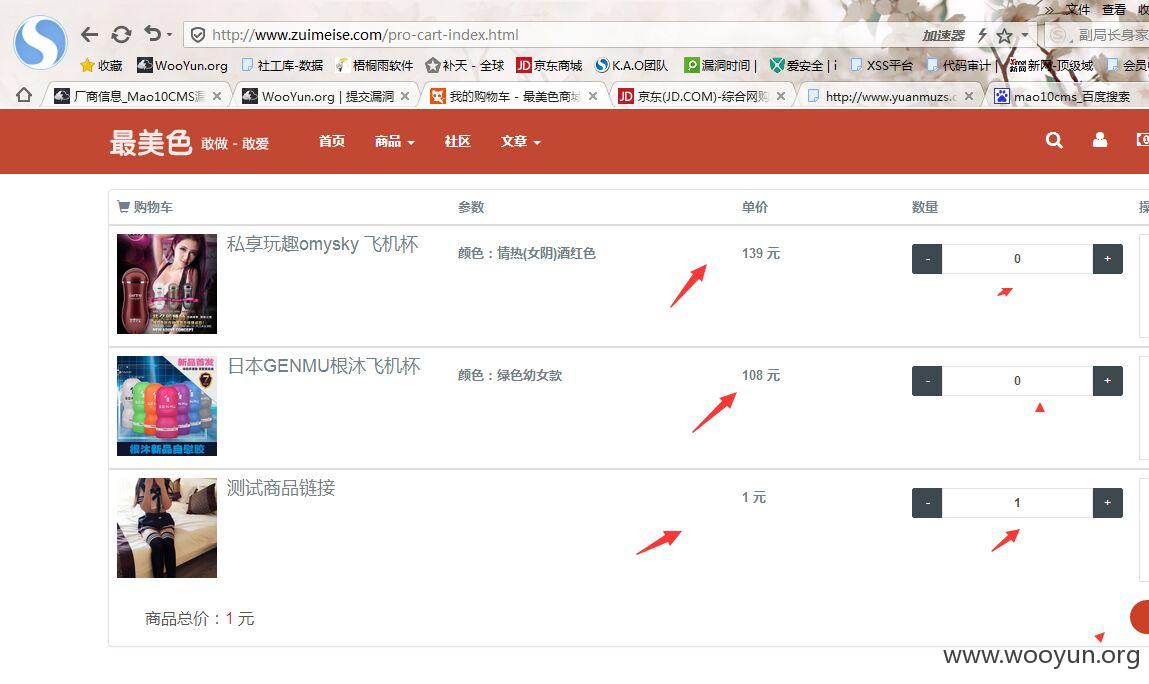 » 文件 查看 收
http://www.zuimeise.com/pro-cart-index.html 加速器 副局长身家
收藏 WooYun.org 社工库-数据 梧桐雨软件 补天 - 全球 JD 京东商城 K.A.O团队 漏洞时间 | 爱安全 | i XSS平台 代码审计 | 新网-顶级域 会员
厂商信息_Mao10CMS漏 WooYun.org | 提交漏洞 我的购物车 - 最美色商城 JD 京东(JD.COM)-综合网购 http://www.yuanmuzs.c mao10cms_百度搜索
最美色 敢做 - 敢爱 首页 商品 社区 文章
购物车 参数 单价 数量
私享玩趣omysky 飞机杯
颜色：情热(女阴)酒红色 139 元 - 0 +
日本GENMU根沐飞机杯
新品首发
颜色：绿色幼女款 108 元 - 0 +
根沐新品自慰胶
测试商品链接
1 元 - 1 +
商品总价：1 元
www.wooyun.org